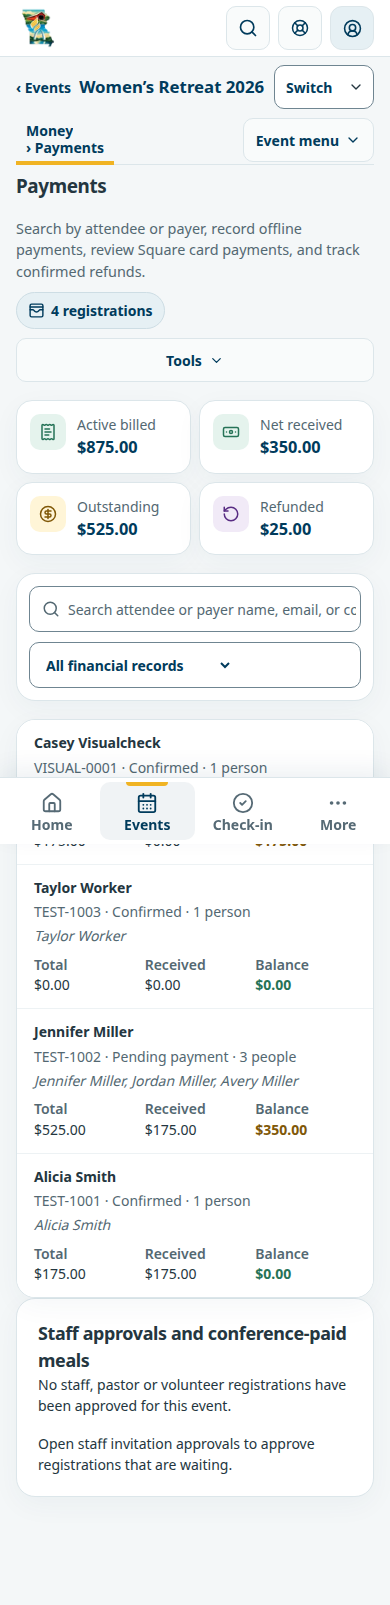 ‹ Events Women’s Retreat 2026 Switch
Money
› Payments
Event menu
Payments
Search by attendee or payer, record offline
payments, review Square card payments, and track
confirmed refunds.
4 registrations
Tools
Active billed
$875.00
Net received
$350.00
Outstanding
$525.00
Refunded
$25.00
Search attendee or payer name, email, or co
All financial records
Casey Visualcheck
VISUAL-0001 · Confirmed · 1 person
Home Events Check-in More
Taylor Worker
TEST-1003 · Confirmed · 1 person
Taylor Worker
Total Received Balance
$0.00 $0.00 $0.00
Jennifer Miller
TEST-1002 · Pending payment · 3 people
Jennifer Miller, Jordan Miller, Avery Miller
Total Received Balance
$525.00 $175.00 $350.00
Alicia Smith
TEST-1001 · Confirmed · 1 person
Alicia Smith
Total Received Balance
$175.00 $175.00 $0.00
Staff approvals and conference-paid
meals
No staff, pastor or volunteer registrations have
been approved for this event.
Open staff invitation approvals to approve
registrations that are waiting.